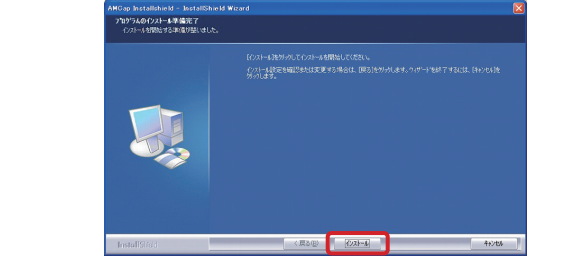 AMCap Installshield - InstallShield Wizard
プログラムのインストール準備完了
インストールを開始する準備が整いました。
[インストール]をクリックしてインストールを開始してください。
インストール設定を確認または変更する場合は、[戻る]をクリックします。ウィザードを終了するには、[キャンセル]を
クリックします。
InstallShield
< 戻る(B)
インストール
キャンセル